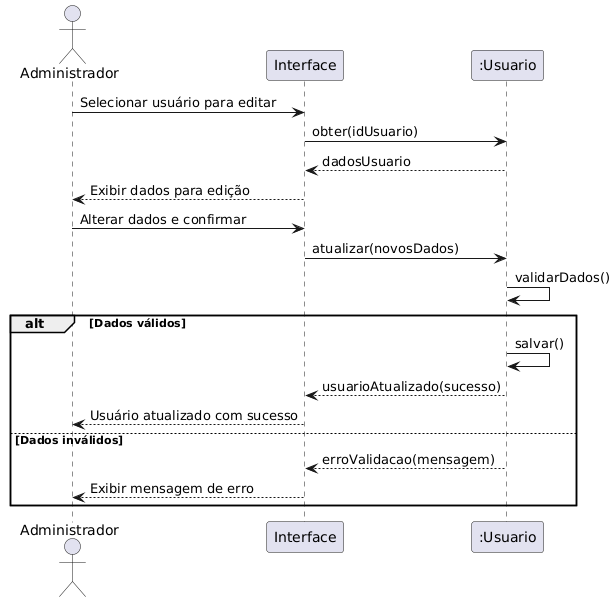 Administrador
Interface
:Usuario
Selecionar usuário para editar
obter(idUsuario)
dadosUsuario
Exibir dados para edição
Alterar dados e confirmar
atualizar(novosDados)
validarDados()
alt
[Dados válidos]
salvar()
usuarioAtualizado(sucesso)
Usuário atualizado com sucesso
[Dados inválidos]
erroValidacao(mensagem)
Exibir mensagem de erro
Administrador
Interface
:Usuario